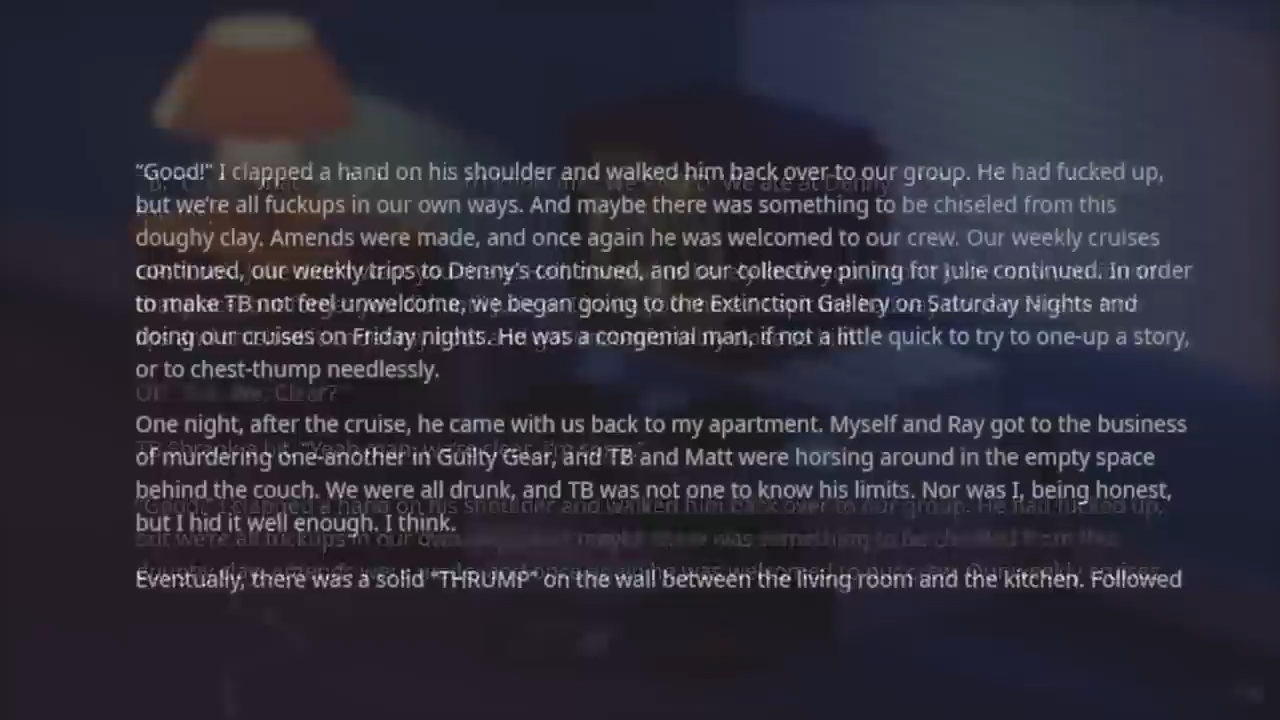 "Good!" I clapped a hand on his shoulder and walked him back over to our group. He had fucked up,
but we're all fuckups in our own ways. And maybe there was something to be chiseled from this
doughy clay. Amends were made, and once again he was welcomed to our crew. Our weekly cruises
continued, our weekly trips to Denny's continued, and our collective pining for Julie continued. In order
to make TB not feel unwelcome, we began going to the Extinction Gallery on Saturday Nights and
doing our cruises on Friday nights. He was a congenial man, if not a little quick to try to one-up a story,
or to chest-thump needlessly.
One night, after the cruise, he came with us back to my apartment. Myself and Ray got to the business
of murdering one-another in Guilty Gear, and TB and Matt were horsing around in the empty space
behind the couch. We were all drunk, and TB was not one to know his limits. Nor was I, being honest,
but I hid it well enough. I think.
Eventually, there was a solid *THRUMP* on the wall between the living room and the kitchen. Followed